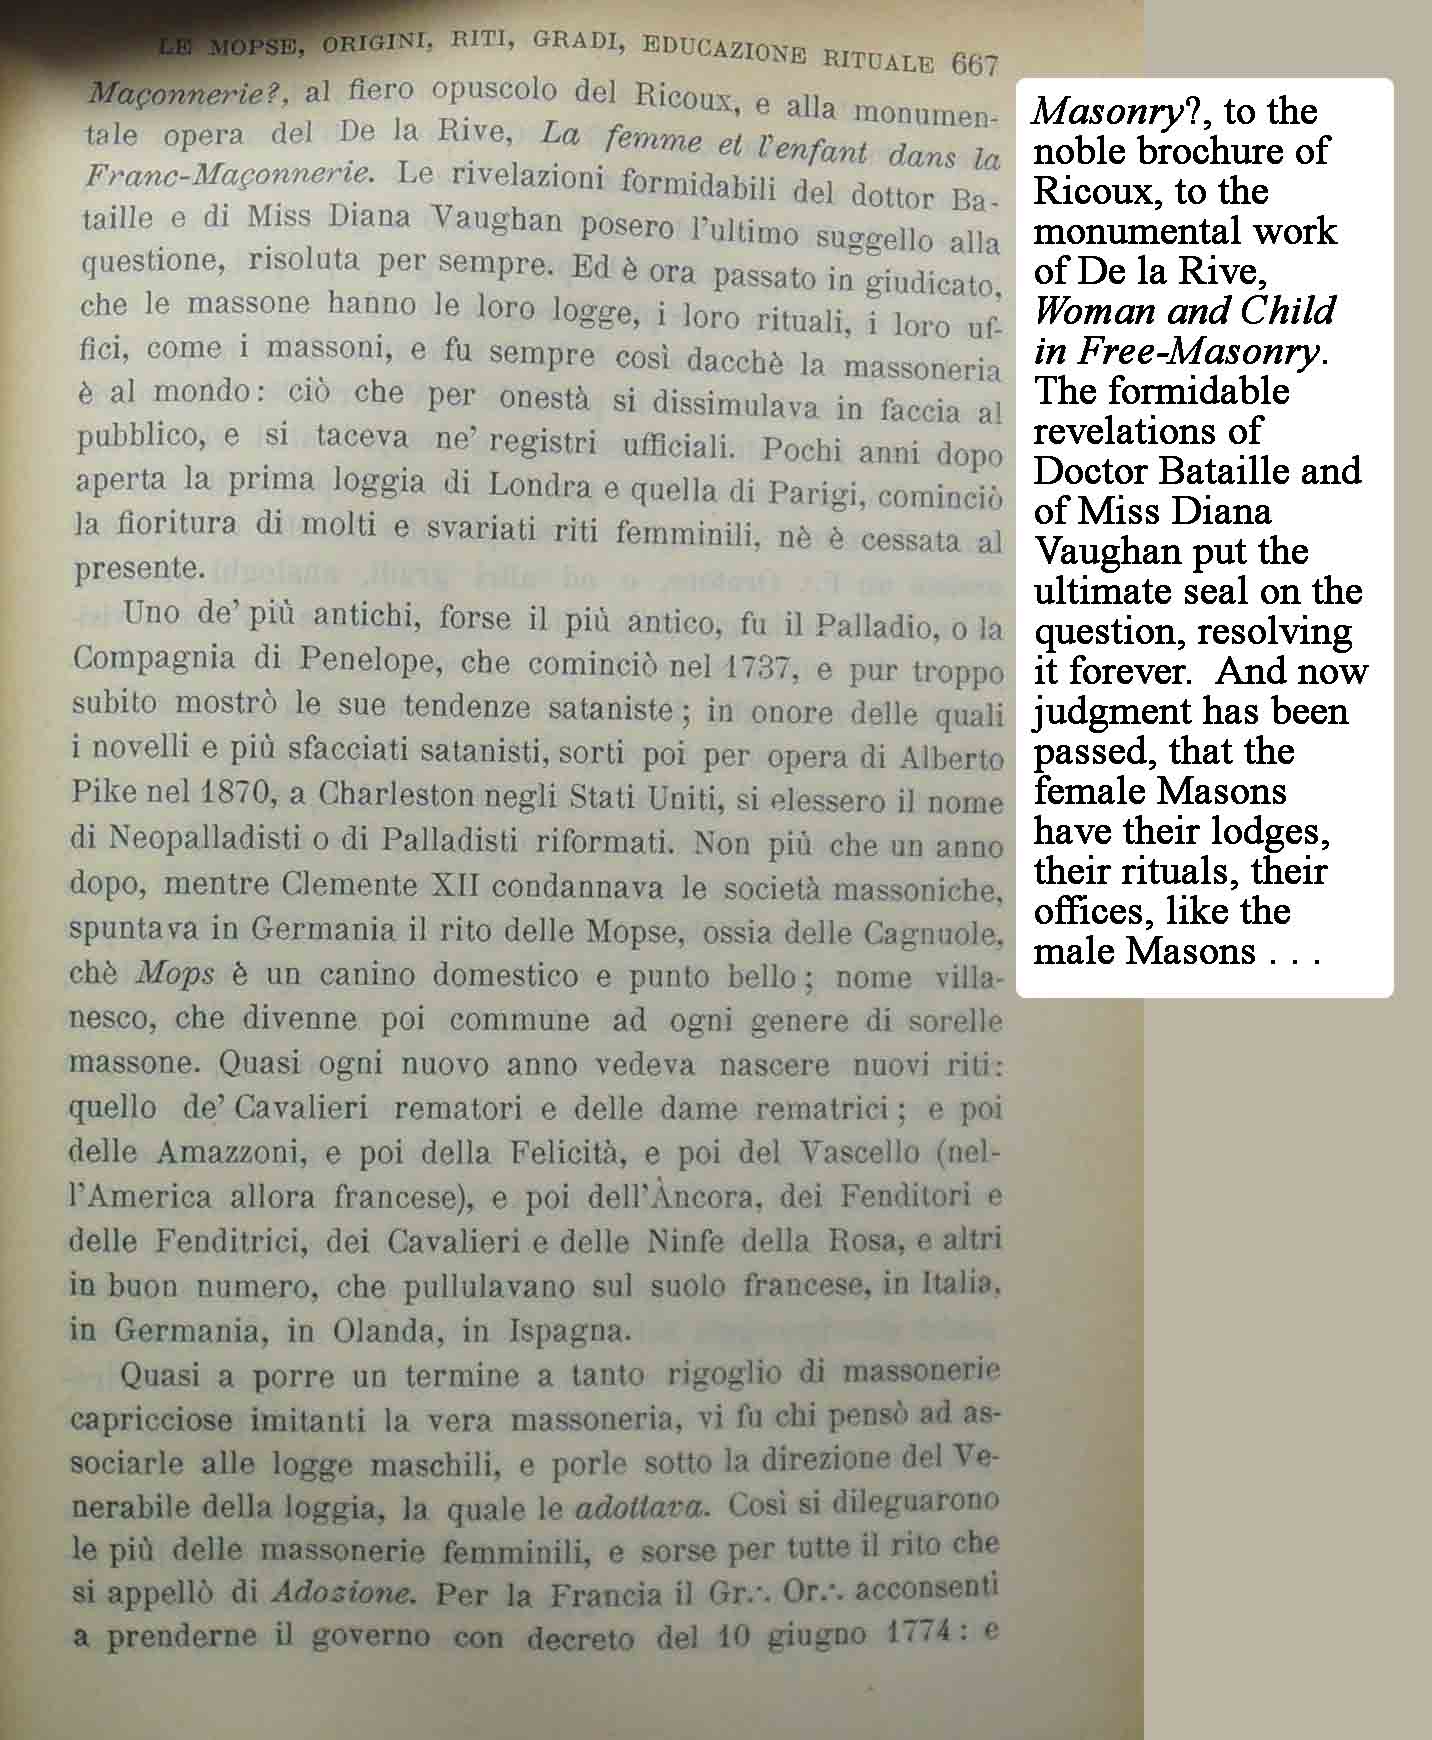 LE MOPSE, ORIGINI, RITI, GRADI, EDUCAZIONE RITUALE 667
Maçonnerie?, al fiero opuscolo del Ricoux, e alla monumen-
tale opera del De la Rive, La femme et l'enfant dans la
Franc-Maçonnerie. Le rivelazioni formidabili del dottor Ba-
taille e di Miss Diana Vaughan posero l'ultimo suggello alla
questione, risoluta per sempre. Ed è ora passato in giudicato,
che le massone hanno le loro logge, i loro rituali, i loro uf-
fici, come i massoni, e fu sempre così dacchè la massoneria
è al mondo: ciò che per onestà si dissimulava in faccia al
pubblico, e si taceva ne' registri ufficiali. Pochi anni dopo
aperta la prima loggia di Londra e quella di Parigi, cominciò
la fioritura di molti e svariati riti femminili, nè è cessata al
presente.
Uno de' più antichi, forse il più antico, fu il Palladio, o la
Compagnia di Penelope, che cominciò nel 1737, e pur troppo
subito mostrò le sue tendenze sataniste; in onore delle quali
i novelli e più sfacciati satanisti, sorti poi per opera di Alberto
Pike nel 1870, a Charleston negli Stati Uniti, si elessero il nome
di Neopalladisti o di Palladisti riformati. Non più che un anno
dopo, mentre Clemente XII condannava le società massoniche,
spuntava in Germania il rito delle Mopse, ossia delle Cagnuole,
chè Mops è un canino domestico e punto bello; nome villa-
nesco, che divenne poi commune ad ogni genere di sorelle
massone. Quasi ogni nuovo anno vedeva nascere nuovi riti:
quello de' Cavalieri rematori e delle dame rematrici; e poi
delle Amazzoni, e poi della Felicità, e poi del Vascello (nel-
l'America allora francese), e poi dell'Àncora, dei Fenditori e
delle Fenditrici, dei Cavalieri e delle Ninfe della Rosa, e altri
in buon numero, che pullulavano sul suolo francese, in Italia,
in Germania, in Olanda, in Ispagna.
Quasi a porre un termine a tanto rigoglio di massonerie
capricciose imitanti la vera massoneria, vi fu chi pensò ad as-
sociarle alle logge maschili, e porle sotto la direzione del Ve-
nerabile della loggia, la quale le adottava. Così si dileguarono
le più delle massonerie femminili, e sorse per tutte il rito che
si appellò di Adozione. Per la Francia il Gr.∴ Or.∴ acconsentì
a prenderne il governo con decreto del 10 giugno 1774: e
Masonry?, to the
noble brochure of
Ricoux, to the
monumental work
of De la Rive,
Woman and Child
in Free-Masonry.
The formidable
revelations of
Doctor Bataille and
of Miss Diana
Vaughan put the
ultimate seal on the
question, resolving
it forever. And now
judgment has been
passed, that the
female Masons
have their lodges,
their rituals, their
offices, like the
male Masons . . .